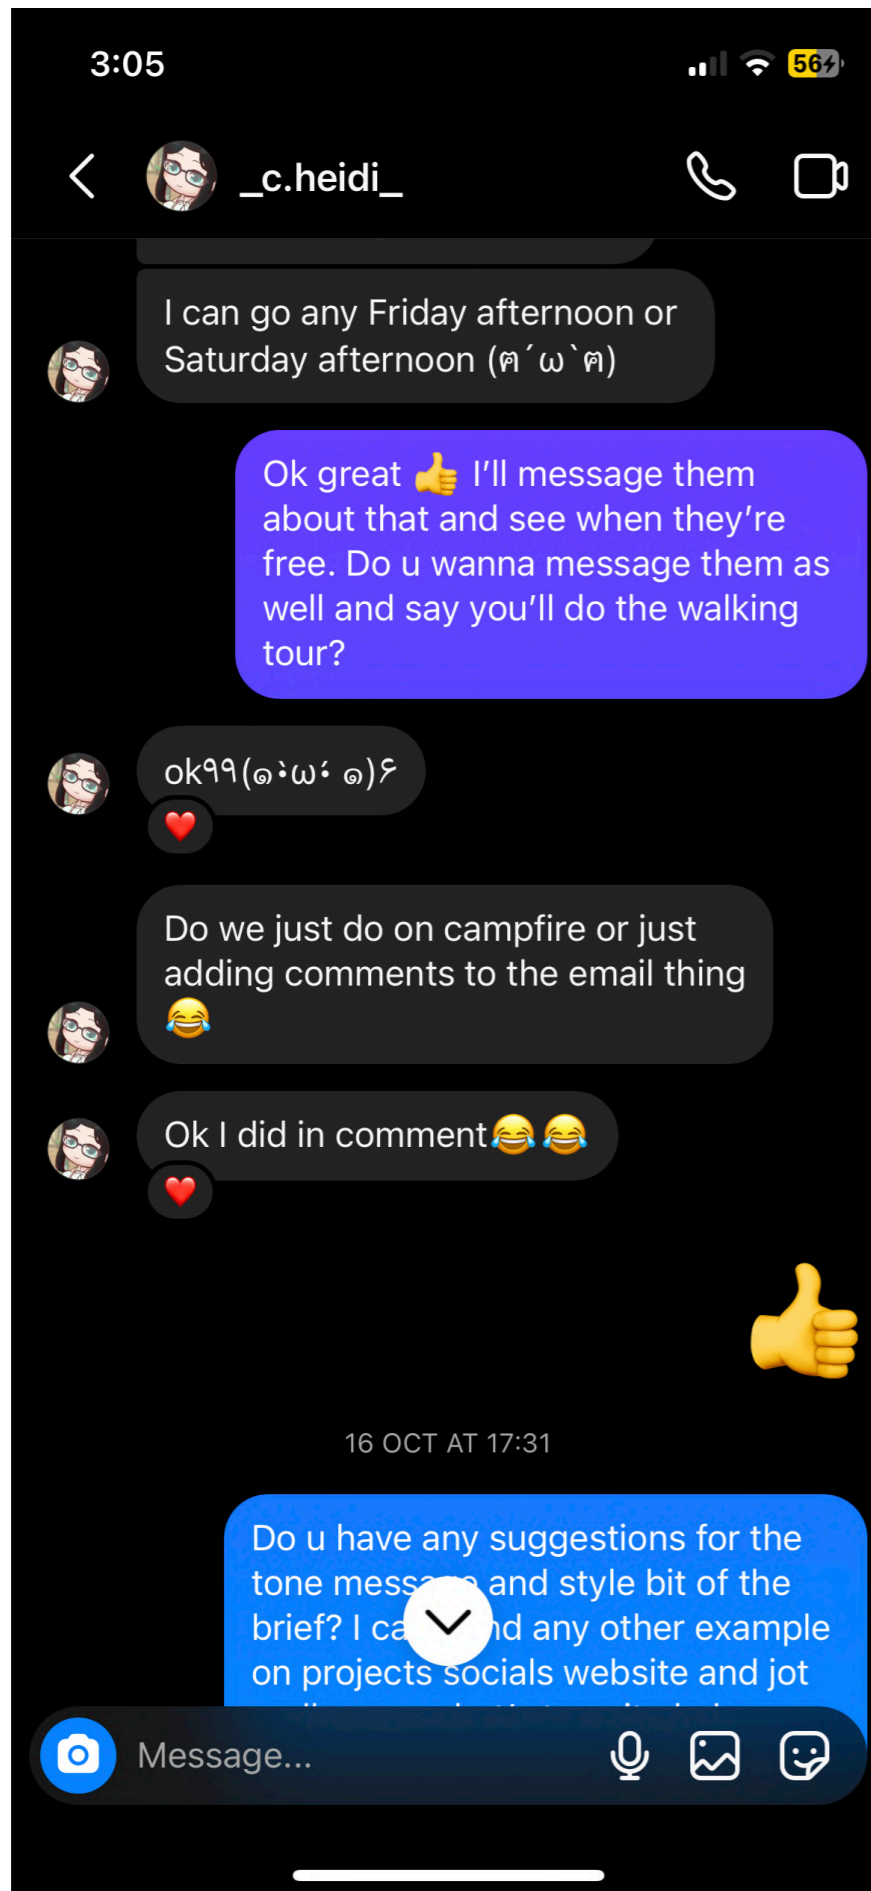 3:05
56
_c.heidi_
I can go any Friday afternoon or
Saturday afternoon (ฅ´ω`ฅ)
Ok great 👍 I'll message them
about that and see when they're
free. Do u wanna message them as
well and say you'll do the walking
tour?
ok٩٩(๑•̀ω•́ ๑)۶
❤️
Do we just do on campfire or just
adding comments to the email thing
😂
Ok I did in comment😂😂
❤️
👍
16 OCT AT 17:31
Do u have any suggestions for the
tone and style bit of the
brief? I any other example
on projects socials website and jot
Message...